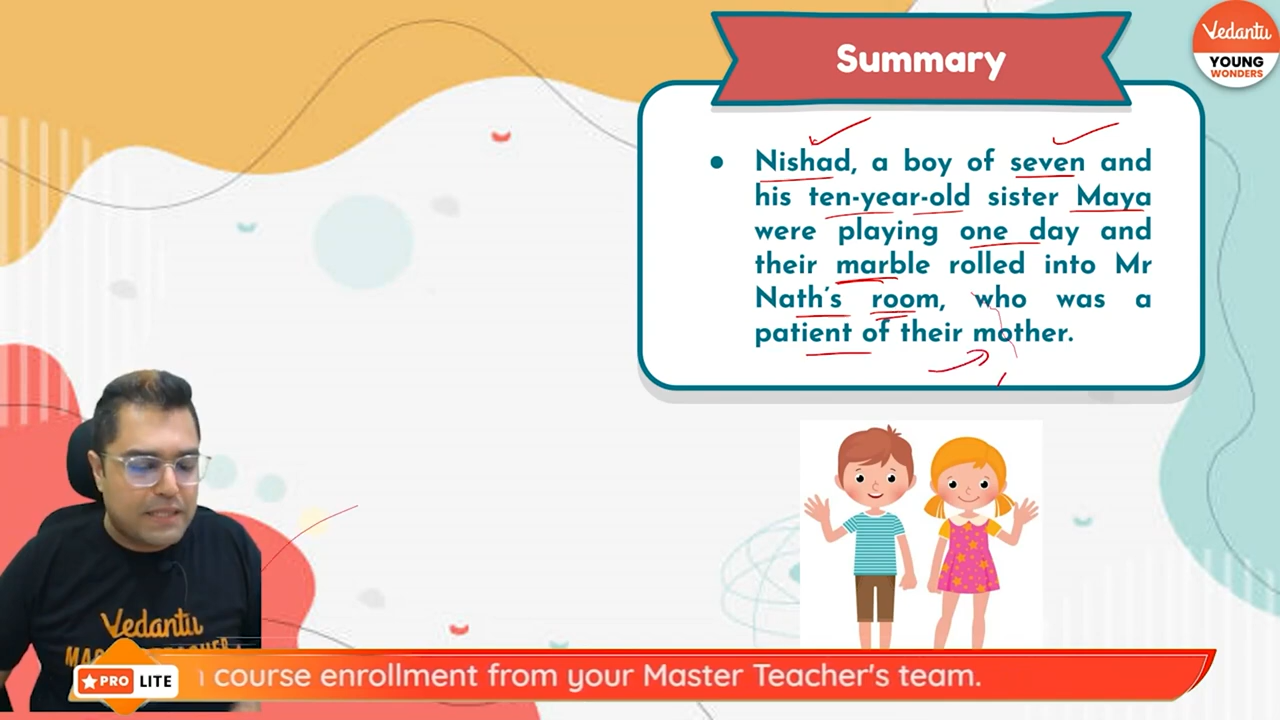 Vedantu
YOUNG
WONDERS
Summary
• Nishad, a boy of seven and
his ten-year-old sister Maya
were playing one day and
their marble rolled into Mr
Nath's room, who was a
patient of their mother.
Vedantu
PRO LITE
course enrollment from your Master Teacher's team.